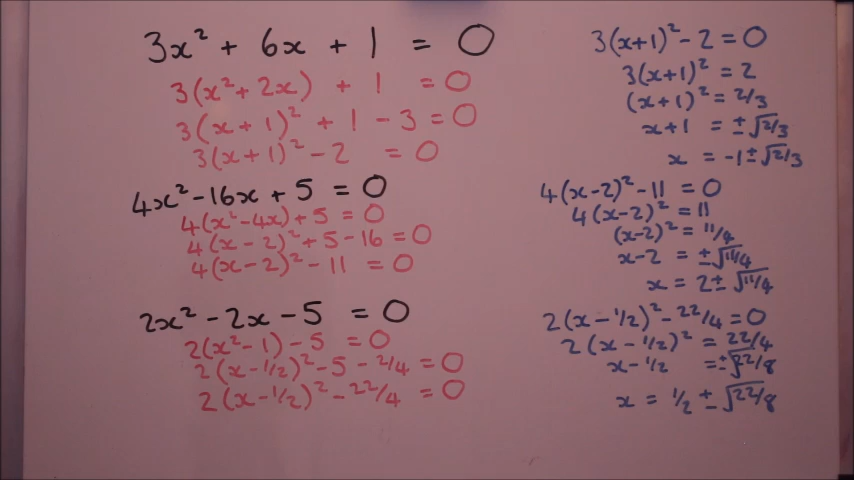 3x² + 6x + 1 = 0
3(x² + 2x) + 1 = 0
3(x + 1)² + 1 - 3 = 0
3(x + 1)² - 2 = 0
4x² - 16x + 5 = 0
4(x² - 4x) + 5 = 0
4(x - 2)² + 5 - 16 = 0
4(x - 2)² - 11 = 0
2x² - 2x - 5 = 0
2(x² - 1) - 5 = 0
2(x - 1/2)² - 5 - 2/4 = 0
2(x - 1/2)² - 22/4 = 0
3(x+1)² - 2 = 0
3(x+1)² = 2
(x+1)² = 2/3
x+1 = ±√2/3
x = -1 ± √2/3
4(x-2)² - 11 = 0
4(x-2)² = 11
(x-2)² = 11/4
x-2 = ±√11/4
x = 2 ± √11/4
2(x - 1/2)² - 22/4 = 0
2(x - 1/2)² = 22/4
x - 1/2 = ±√22/8
x = 1/2 ± √22/8